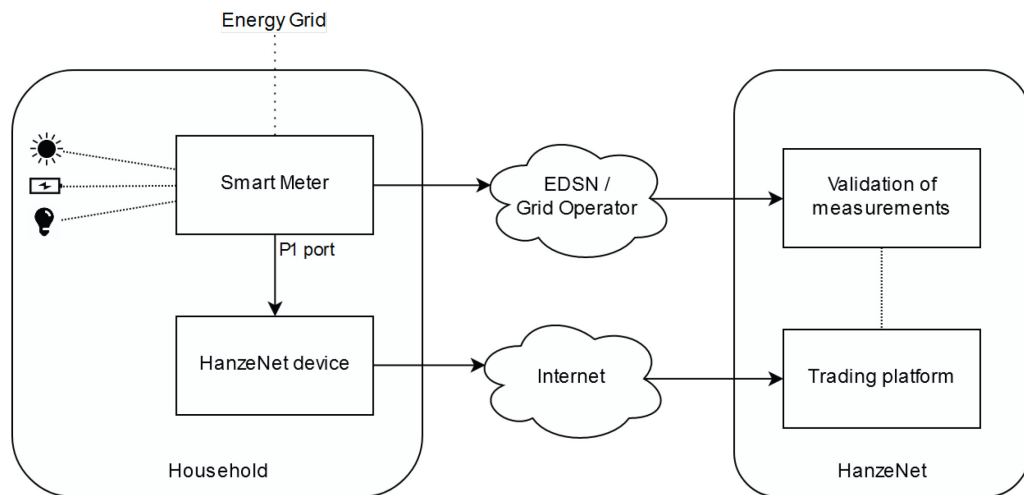 Energy Grid
Smart Meter
EDSN /
Grid Operator
Validation of
measurements
P1 port
HanzeNet device
Internet
Trading platform
Household
HanzeNet